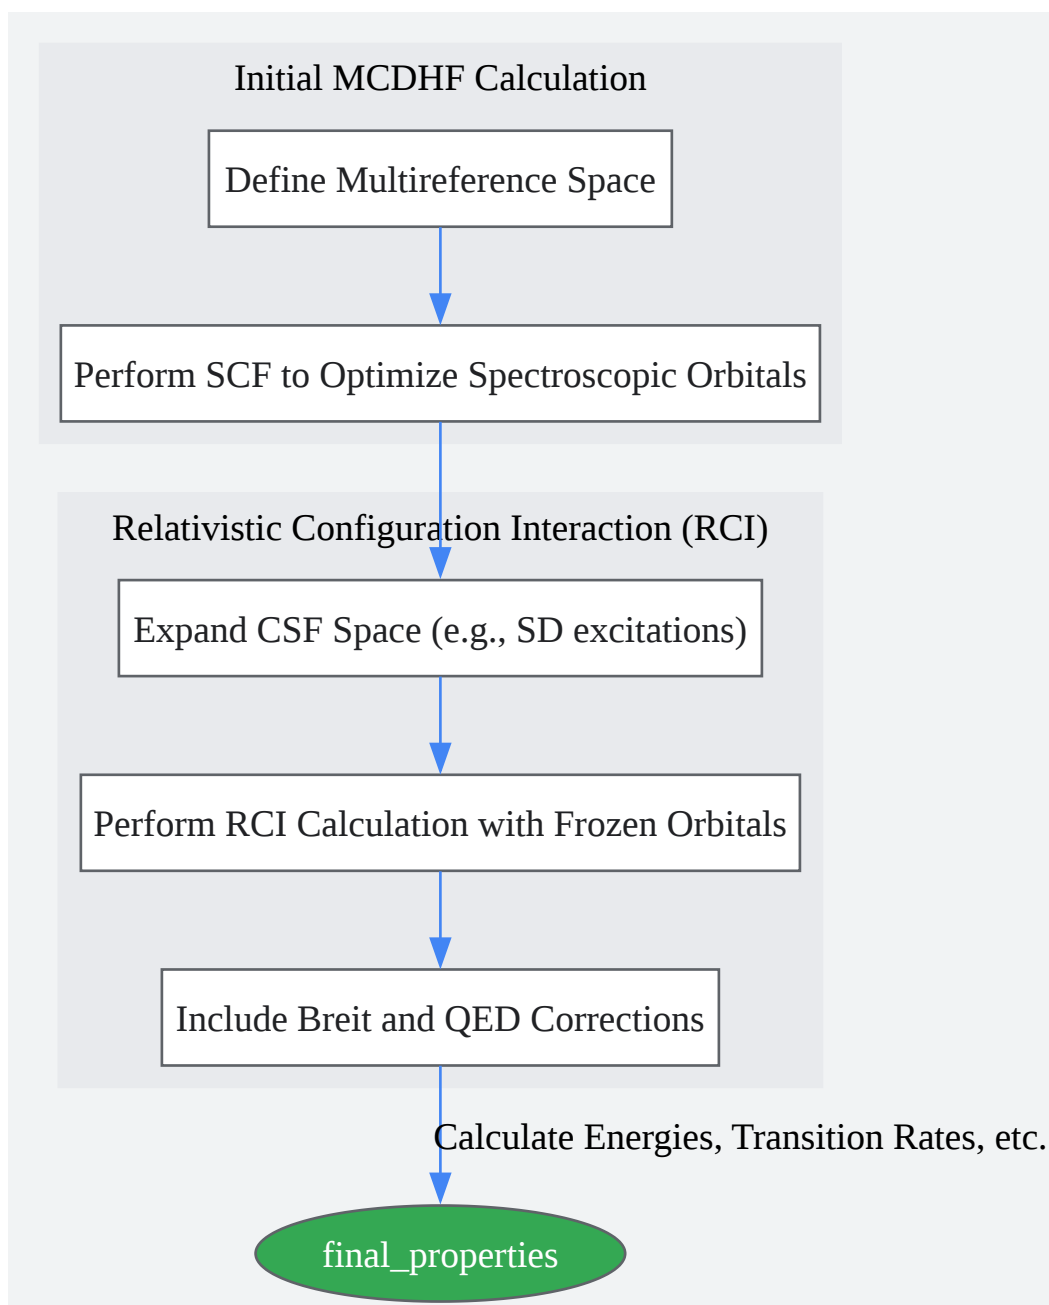 Initial MCDHF Calculation
Define Multireference Space
Perform SCF to Optimize Spectroscopic Orbitals
Relativistic Configuration Interaction (RCI)
Expand CSF Space (e.g., SD excitations)
Perform RCI Calculation with Frozen Orbitals
Include Breit and QED Corrections
Calculate Energies, Transition Rates, etc.
final_properties